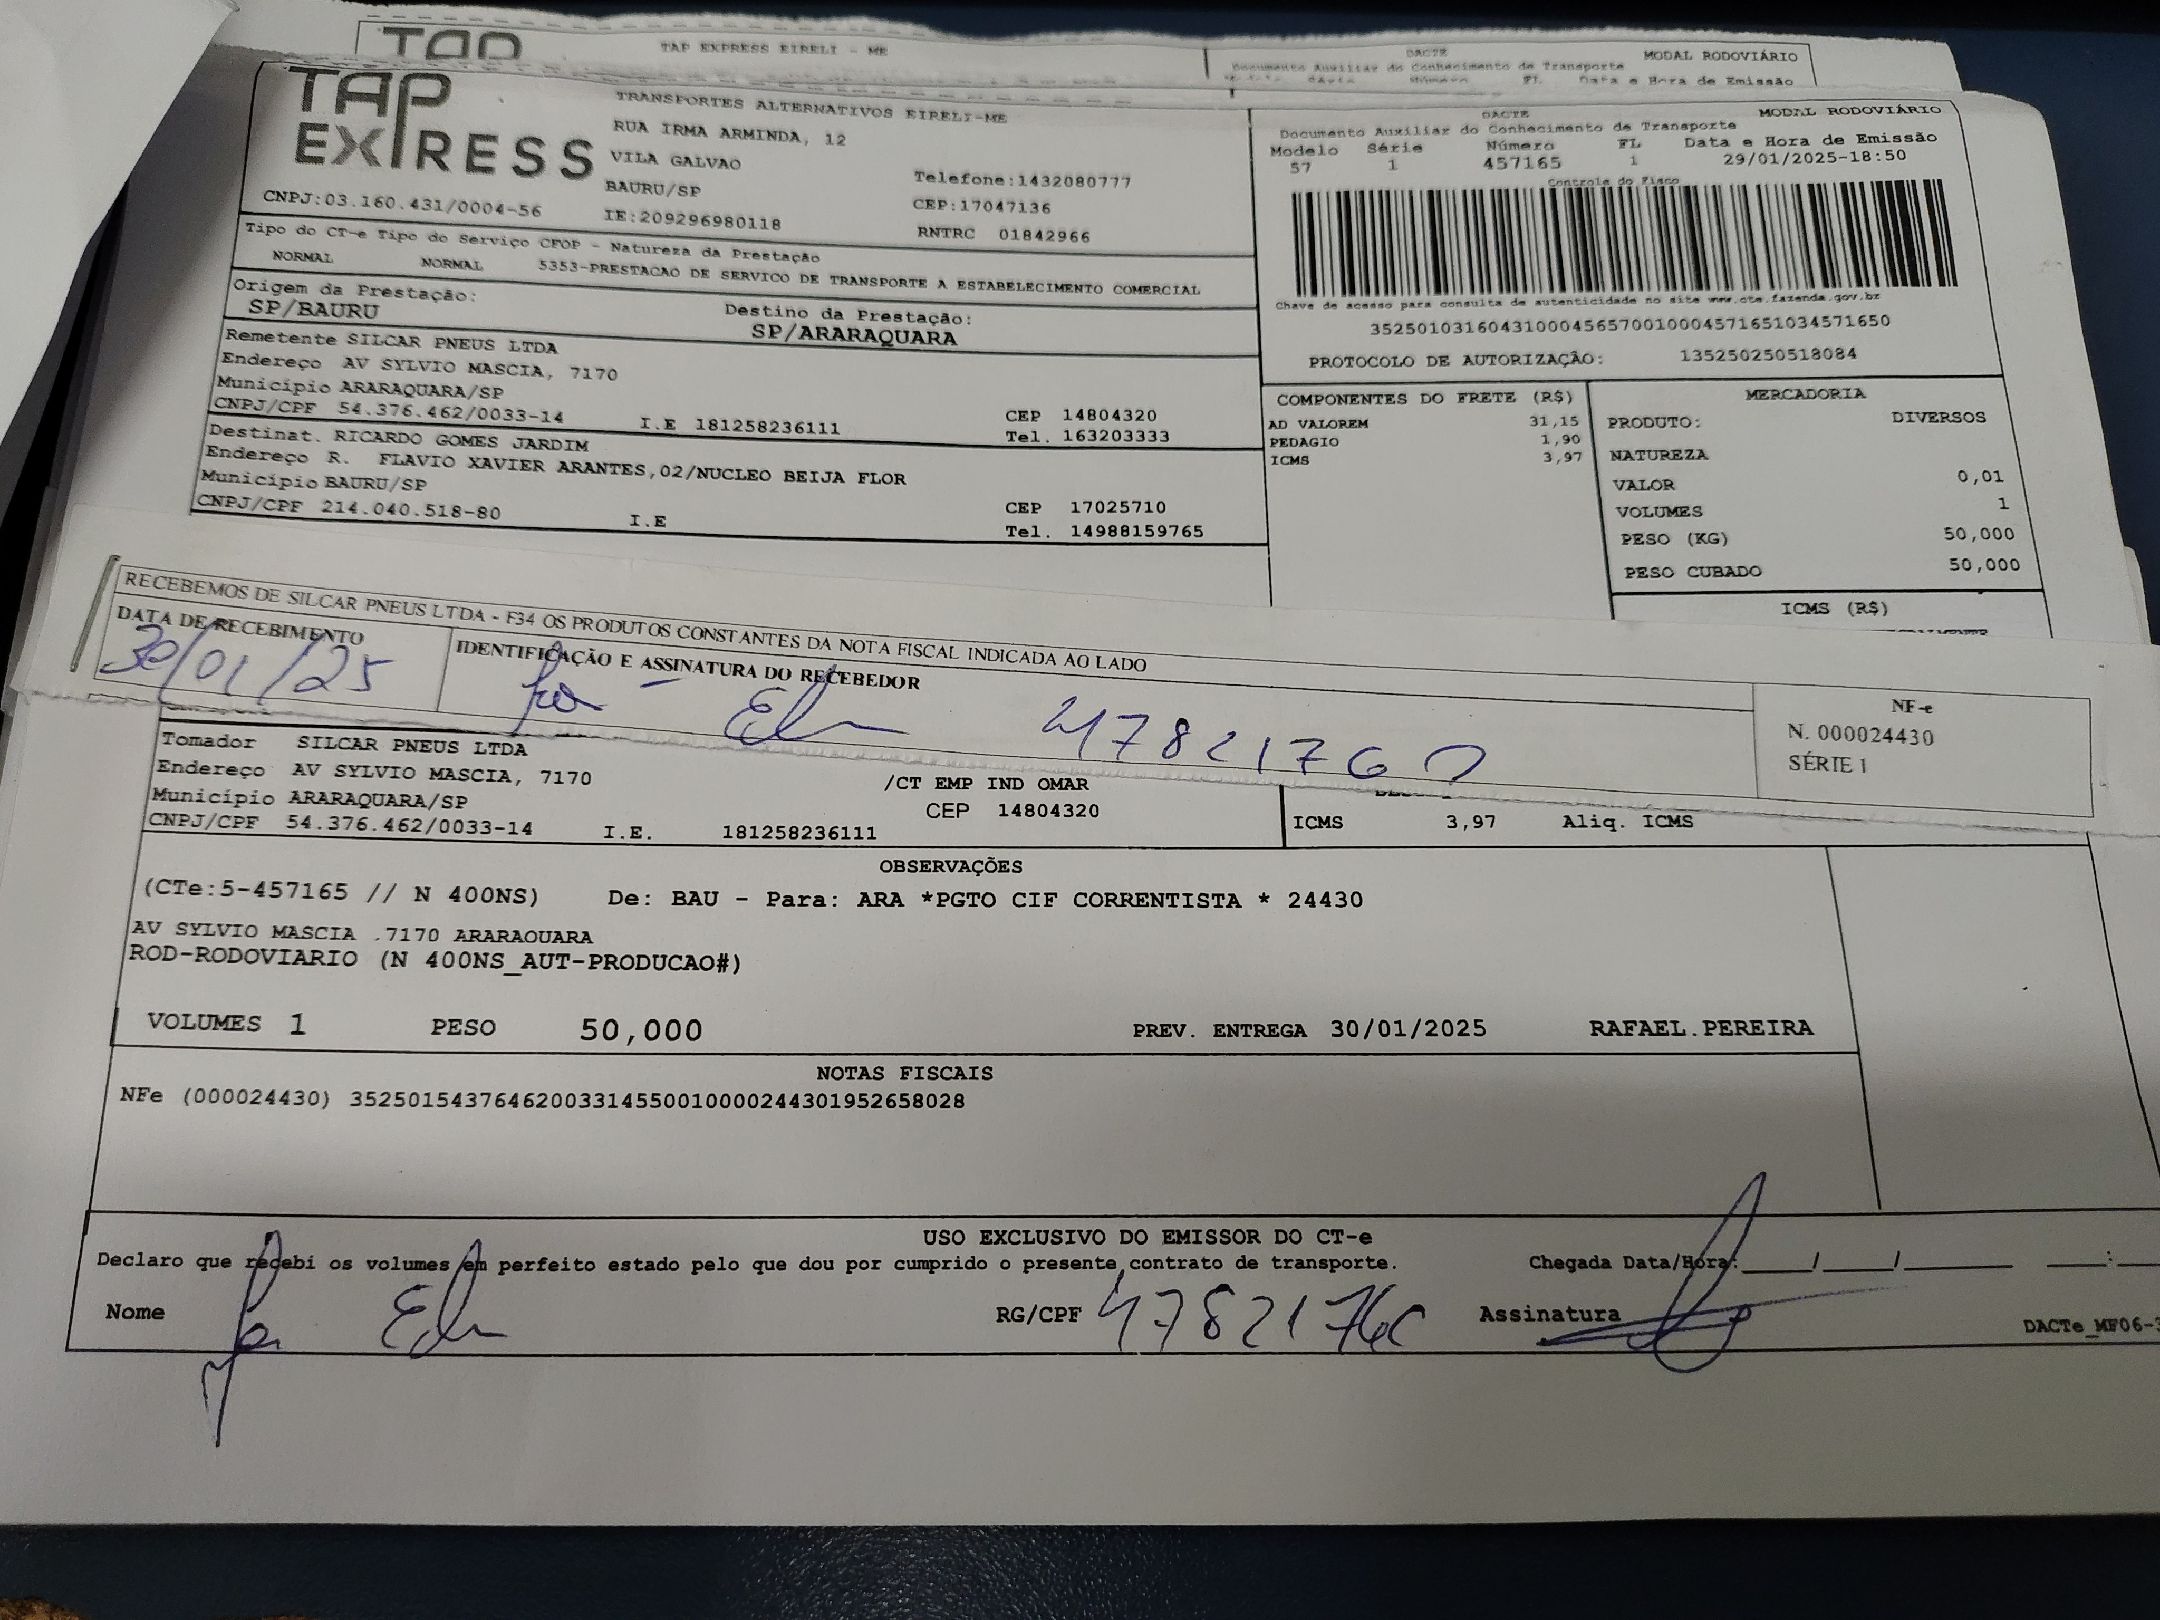 TAP
TAP EXPRESS EIRELI - ME
DACTE
MODAL RODOVIÁRIO
Documento Auxiliar do Conhecimento de Transporte
Número FL Data e Hora de Emissão
TAP EXPRESS
TRANSPORTES ALTERNATIVOS EIRELI-ME
RUA IRMA ARMINDA, 12
VILA GALVAO
BAURU/SP
Telefone:1432080777
CEP:17047136
CNPJ:03.160.431/0004-56
IE:209296980118
RNTRC 01842966
DACTE
MODAL RODOVIÁRIO
Documento Auxiliar do Conhecimento de Transporte
Modelo Série Número FL Data e Hora de Emissão
57 1 457165 1 29/01/2025-18:50
Controle do Fisco
Tipo do CT-e Tipo do Serviço CFOP - Natureza da Prestação
NORMAL NORMAL 5353-PRESTACAO DE SERVICO DE TRANSPORTE A ESTABELECIMENTO COMERCIAL
Origem da Prestação:
SP/BAURU
Destino da Prestação:
SP/ARARAQUARA
Chave de acesso para consulta de autenticidade no site www.cte.fazenda.gov.br
35250103160431000456570010004571651034571650
PROTOCOLO DE AUTORIZAÇÃO: 135250250518084
Remetente SILCAR PNEUS LTDA
Endereço AV SYLVIO MASCIA, 7170
Município ARARAQUARA/SP
CNPJ/CPF 54.376.462/0033-14 I.E 181258236111
CEP 14804320
Tel. 163203333
Destinat. RICARDO GOMES JARDIM
Endereço R. FLAVIO XAVIER ARANTES,02/NUCLEO BEIJA FLOR
Município BAURU/SP
CNPJ/CPF 214.040.518-80 I.E
CEP 17025710
Tel. 14988159765
COMPONENTES DO FRETE (R$)
AD VALOREM 31,15
PEDAGIO 1,90
ICMS 3,97
MERCADORIA
PRODUTO: DIVERSOS
NATUREZA
VALOR 0,01
VOLUMES 1
PESO (KG) 50,000
PESO CUBADO 50,000
ICMS (R$)
RECEBEMOS DE SILCAR PNEUS LTDA - F34 OS PRODUTOS CONSTANTES DA NOTA FISCAL INDICADA AO LADO
DATA DE RECEBIMENTO
30/01/25
IDENTIFICAÇÃO E ASSINATURA DO RECEBEDOR
NF-e
N. 000024430
SÉRIE 1
Tomador SILCAR PNEUS LTDA
Endereço AV SYLVIO MASCIA, 7170
/CT EMP IND OMAR
Município ARARAQUARA/SP
CEP 14804320
CNPJ/CPF 54.376.462/0033-14 I.E. 181258236111
ICMS 3,97 Aliq. ICMS
OBSERVAÇÕES
(CTe:5-457165 // N 400NS) De: BAU - Para: ARA *PGTO CIF CORRENTISTA * 24430
AV SYLVIO MASCIA ,7170 ARARAQUARA
ROD-RODOVIARIO (N 400NS_AUT-PRODUCAO#)
VOLUMES 1 PESO 50,000 PREV. ENTREGA 30/01/2025 RAFAEL.PEREIRA
NOTAS FISCAIS
NFe (000024430) 35250154376462003314550010000244301952658028
USO EXCLUSIVO DO EMISSOR DO CT-e
Declaro que recebi os volumes em perfeito estado pelo que dou por cumprido o presente contrato de transporte.
Chegada Data/Hora:____/____/______ ___:
Nome
RG/CPF
Assinatura
DACTe_MF06-